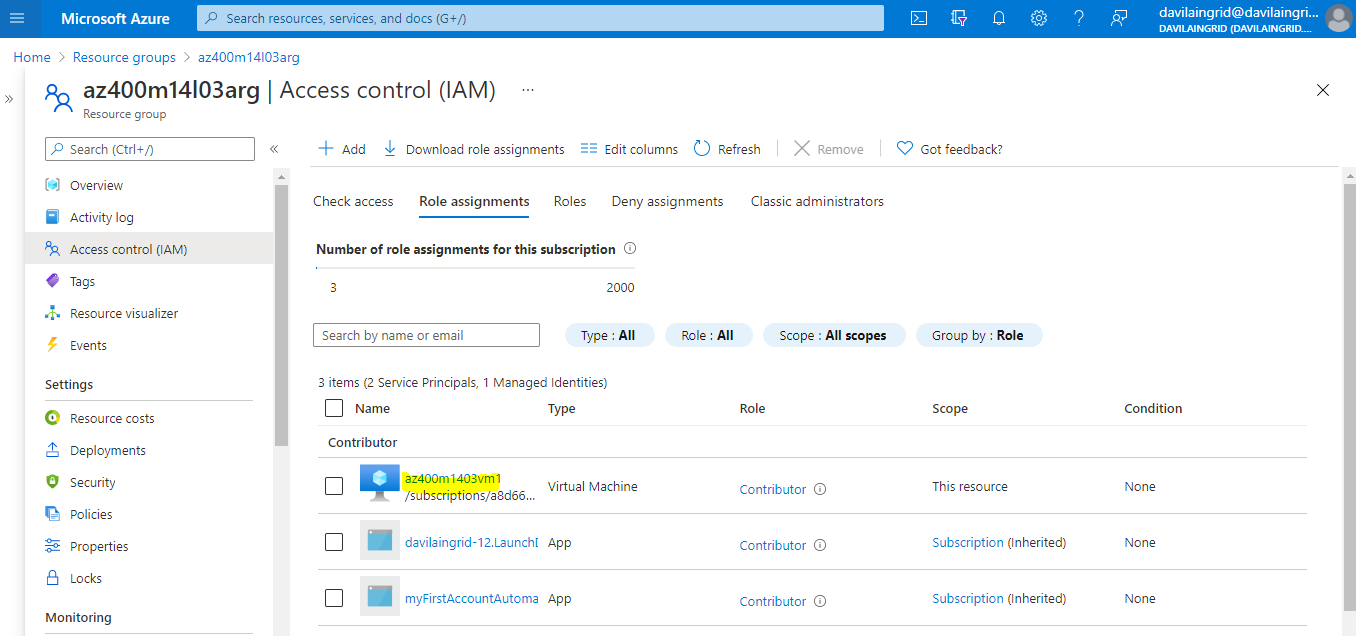 Microsoft Azure
Search resources, services, and docs (G+/)
davilaingrid@davilaingri...
DAVILAINGRID (DAVILAINGRID....
Home > Resource groups > az400m14l03arg
az400m14l03arg | Access control (IAM) ...
Resource group
Search (Ctrl+/)
Overview
Activity log
Access control (IAM)
Tags
Resource visualizer
Events
Settings
Resource costs
Deployments
Security
Policies
Properties
Locks
Monitoring
Add Download role assignments Edit columns Refresh Remove Got feedback?
Check access Role assignments Roles Deny assignments Classic administrators
Number of role assignments for this subscription
3 2000
Search by name or email Type : All Role : All Scope : All scopes Group by : Role
3 items (2 Service Principals, 1 Managed Identities)
Name Type Role Scope Condition
Contributor
az400m1403vm1
/subscriptions/a8d66...
Virtual Machine Contributor This resource None
davilaingrid-12.LaunchD App Contributor Subscription (Inherited) None
myFirstAccountAutoma App Contributor Subscription (Inherited) None